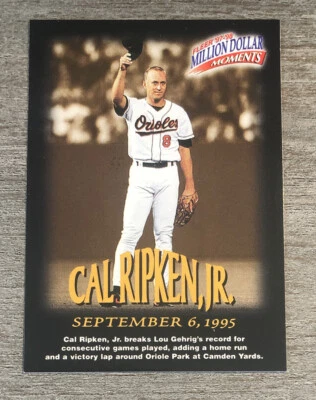 FLEER '97-'98
MILLION DOLLAR
MOMENTS
Orioles
8
CAL RIPKEN, JR.
SEPTEMBER 6, 1995
Cal Ripken, Jr. breaks Lou Gehrig's record for
consecutive games played, adding a home run
and a victory lap around Oriole Park at Camden Yards.